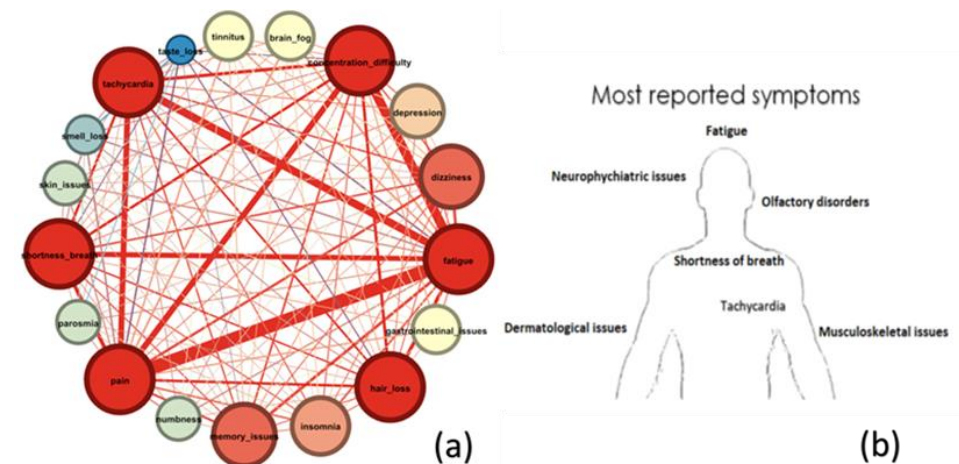 tinnitus
brain_fog
taste_loss
concentration_difficulty
tachycardia
depression
smell_loss
dizziness
skin_issues
shortness_breath
fatigue
parosmia
gastrointestinal_issues
pain
hair_loss
numbness
insomnia
memory_issues
(a)
Most reported symptoms
Fatigue
Neurophychiatric issues
Olfactory disorders
Shortness of breath
Tachycardia
Dermatological issues
Musculoskeletal issues
(b)